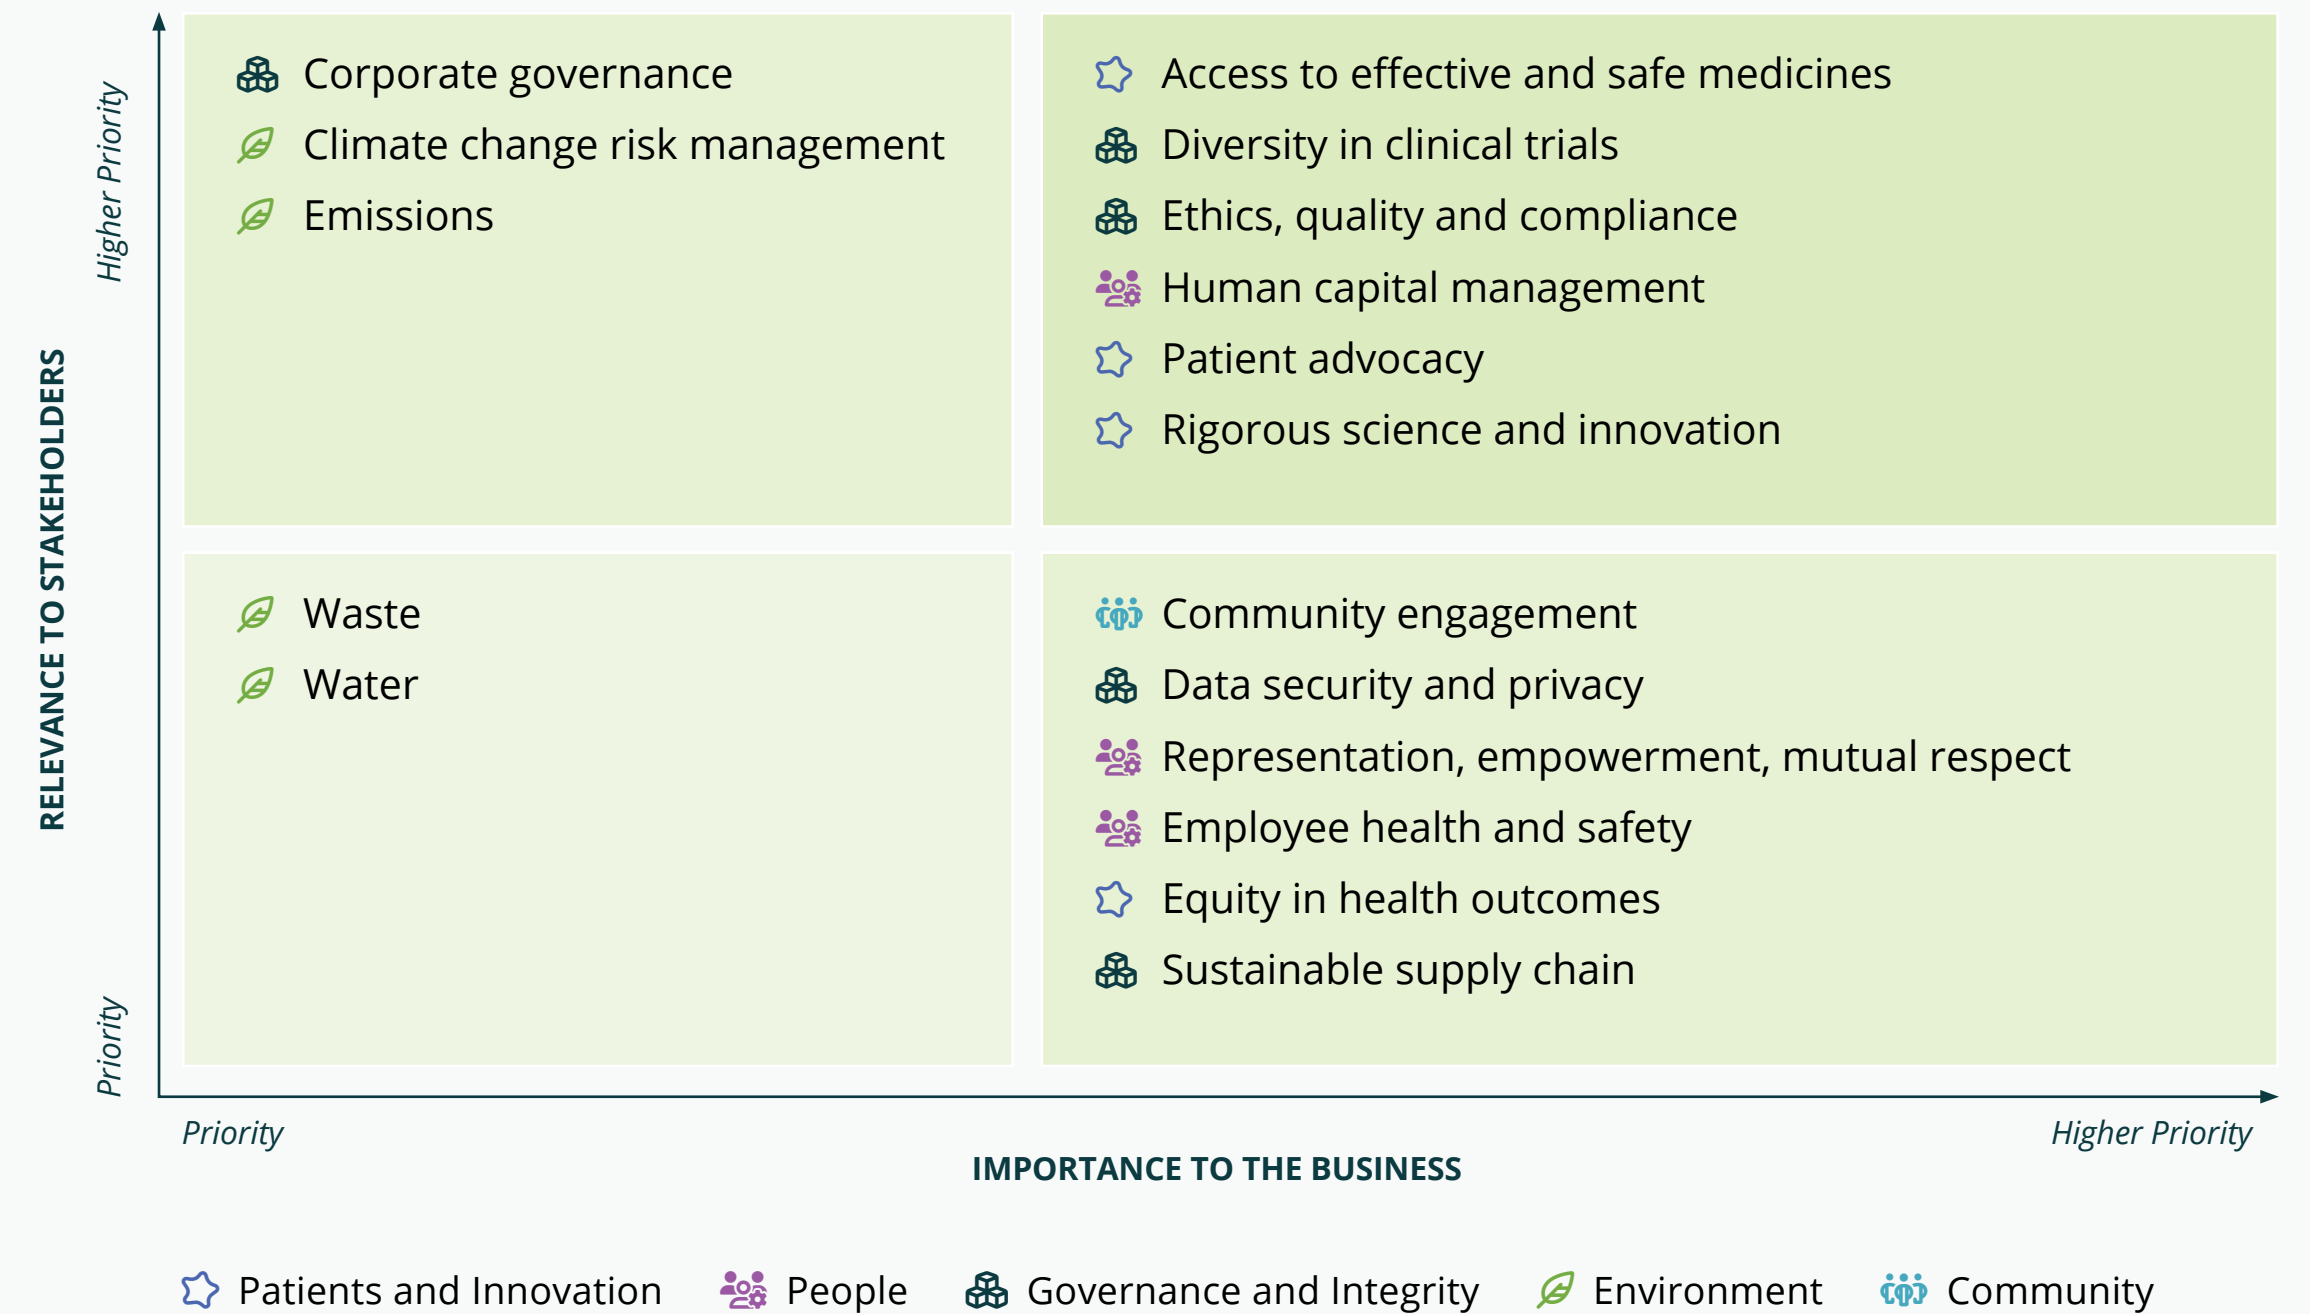 Higher Priority
RELEVANCE TO STAKEHOLDERS
Priority
Corporate governance
Climate change risk management
Emissions
Access to effective and safe medicines
Diversity in clinical trials
Ethics, quality and compliance
Human capital management
Patient advocacy
Rigorous science and innovation
Waste
Water
Community engagement
Data security and privacy
Representation, empowerment, mutual respect
Employee health and safety
Equity in health outcomes
Sustainable supply chain
Priority
Higher Priority
IMPORTANCE TO THE BUSINESS
Patients and Innovation
People
Governance and Integrity
Environment
Community